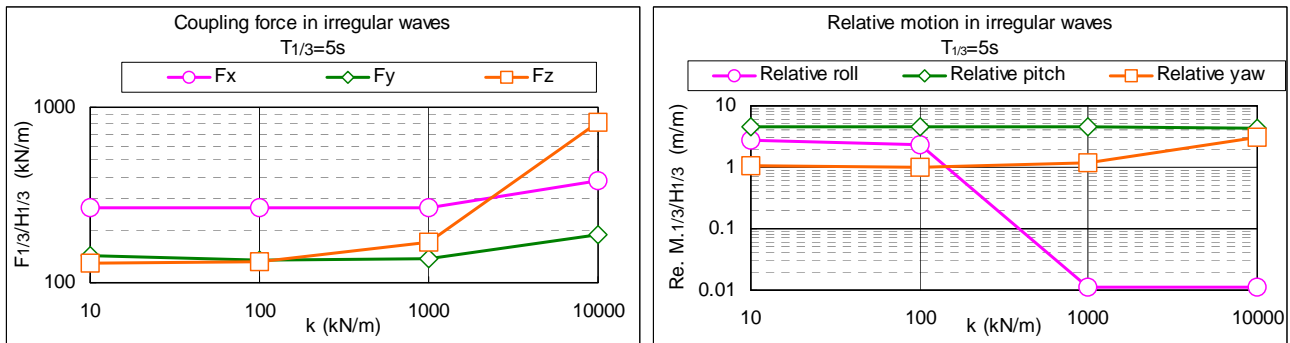 Coupling force in irregular waves
T1/3=5s
Fx Fy Fz
F1/3/H1/3 (kN/m)
1000
100
10 100 1000 10000
k (kN/m)
Relative motion in irregular waves
T1/3=5s
Relative roll Relative pitch Relative yaw
Re. M.1/3/H1/3 (m/m)
10
1
0.1
0.01
10 100 1000 10000
k (kN/m)